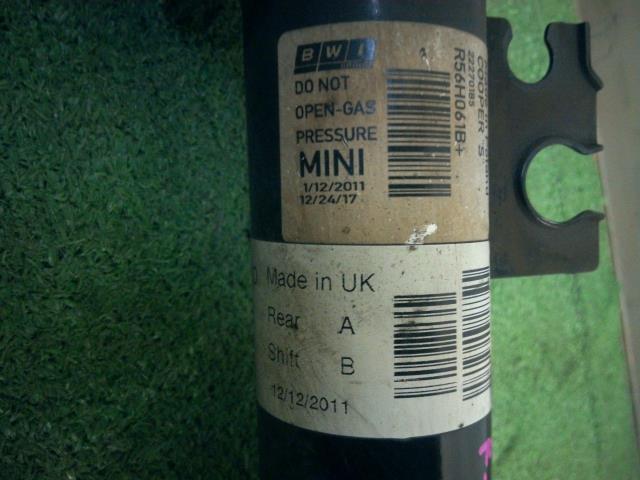 BWI
DO NOT
OPEN-GAS
PRESSURE
MINI
1/12/2011
12/24/17
COOPER S
22270185
R56H061B+
Made in UK
Rear A
Shift B
12/12/2011